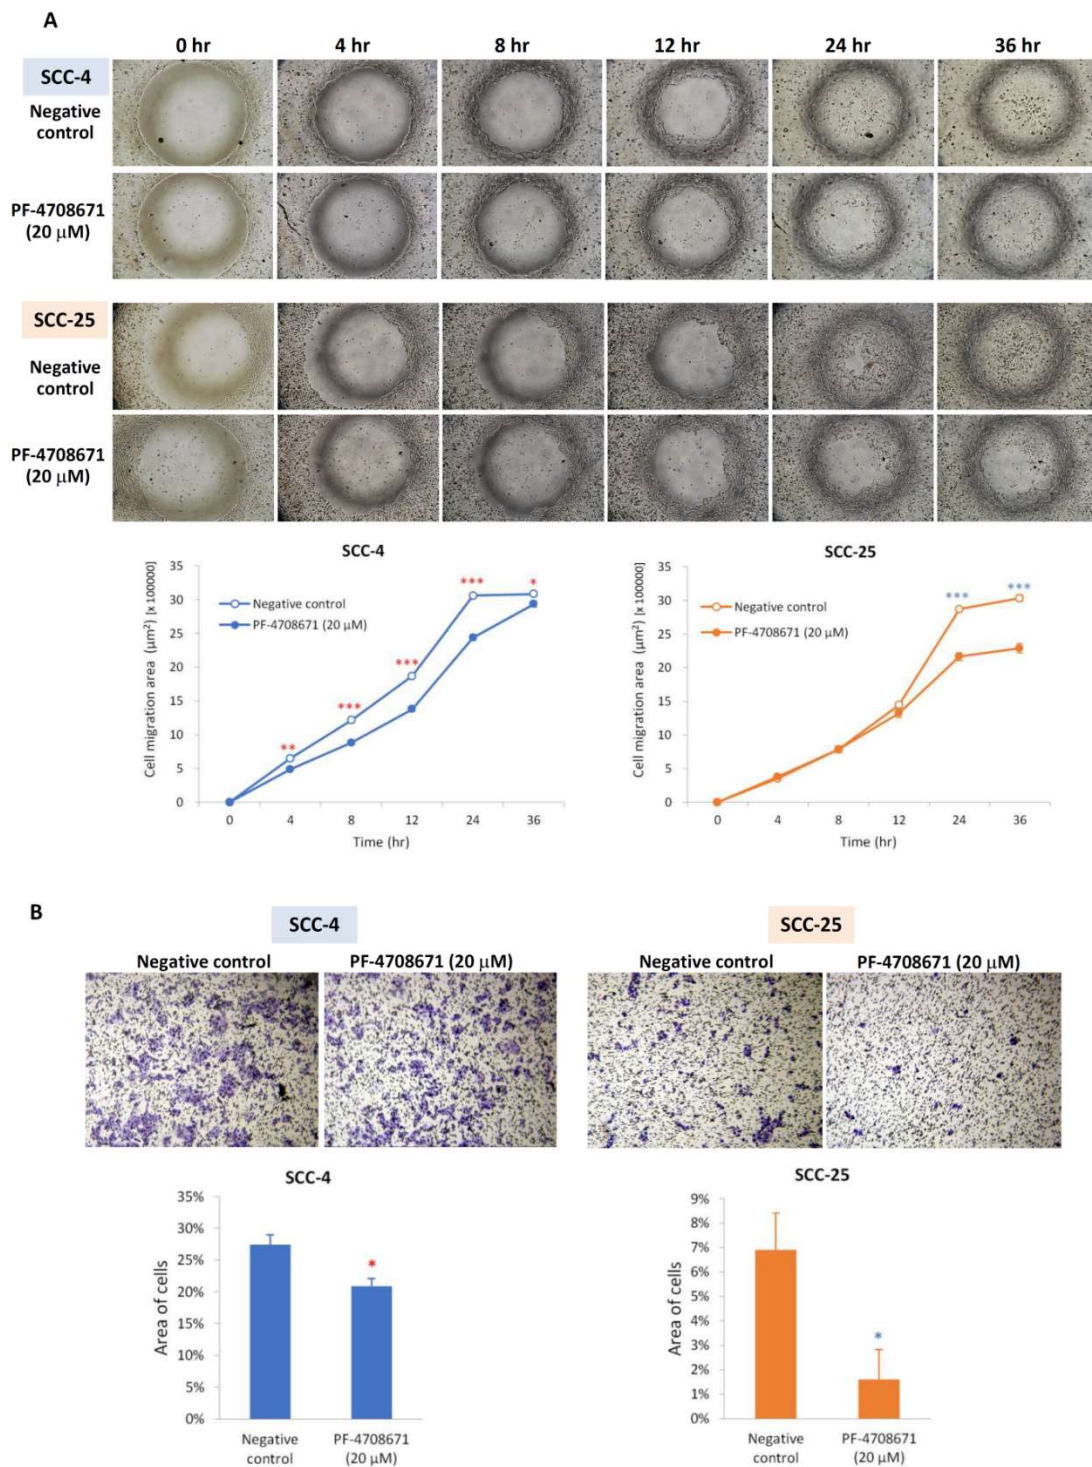 A
0 hr 4 hr 8 hr 12 hr 24 hr 36 hr
SCC-4
Negative
control
PF-4708671
(20 μM)
SCC-25
Negative
control
PF-4708671
(20 μM)
SCC-4
Cell migration area (μm²) [x 100000]
35
30
25
20
15
10
5
0
Negative control
PF-4708671 (20 μM)
**
***
***
***
*
0 4 8 12 24 36
Time (hr)
SCC-25
Cell migration area (μm²) [x 100000]
35
30
25
20
15
10
5
0
Negative control
PF-4708671 (20 μM)
***
***
0 4 8 12 24 36
Time (hr)
B
SCC-4
Negative control PF-4708671 (20 μM)
SCC-25
Negative control PF-4708671 (20 μM)
SCC-4
Area of cells
35%
30%
25%
20%
15%
10%
5%
0%
*
Negative
control
PF-4708671
(20 μM)
SCC-25
Area of cells
9%
8%
7%
6%
5%
4%
3%
2%
1%
0%
*
Negative
control
PF-4708671
(20 μM)